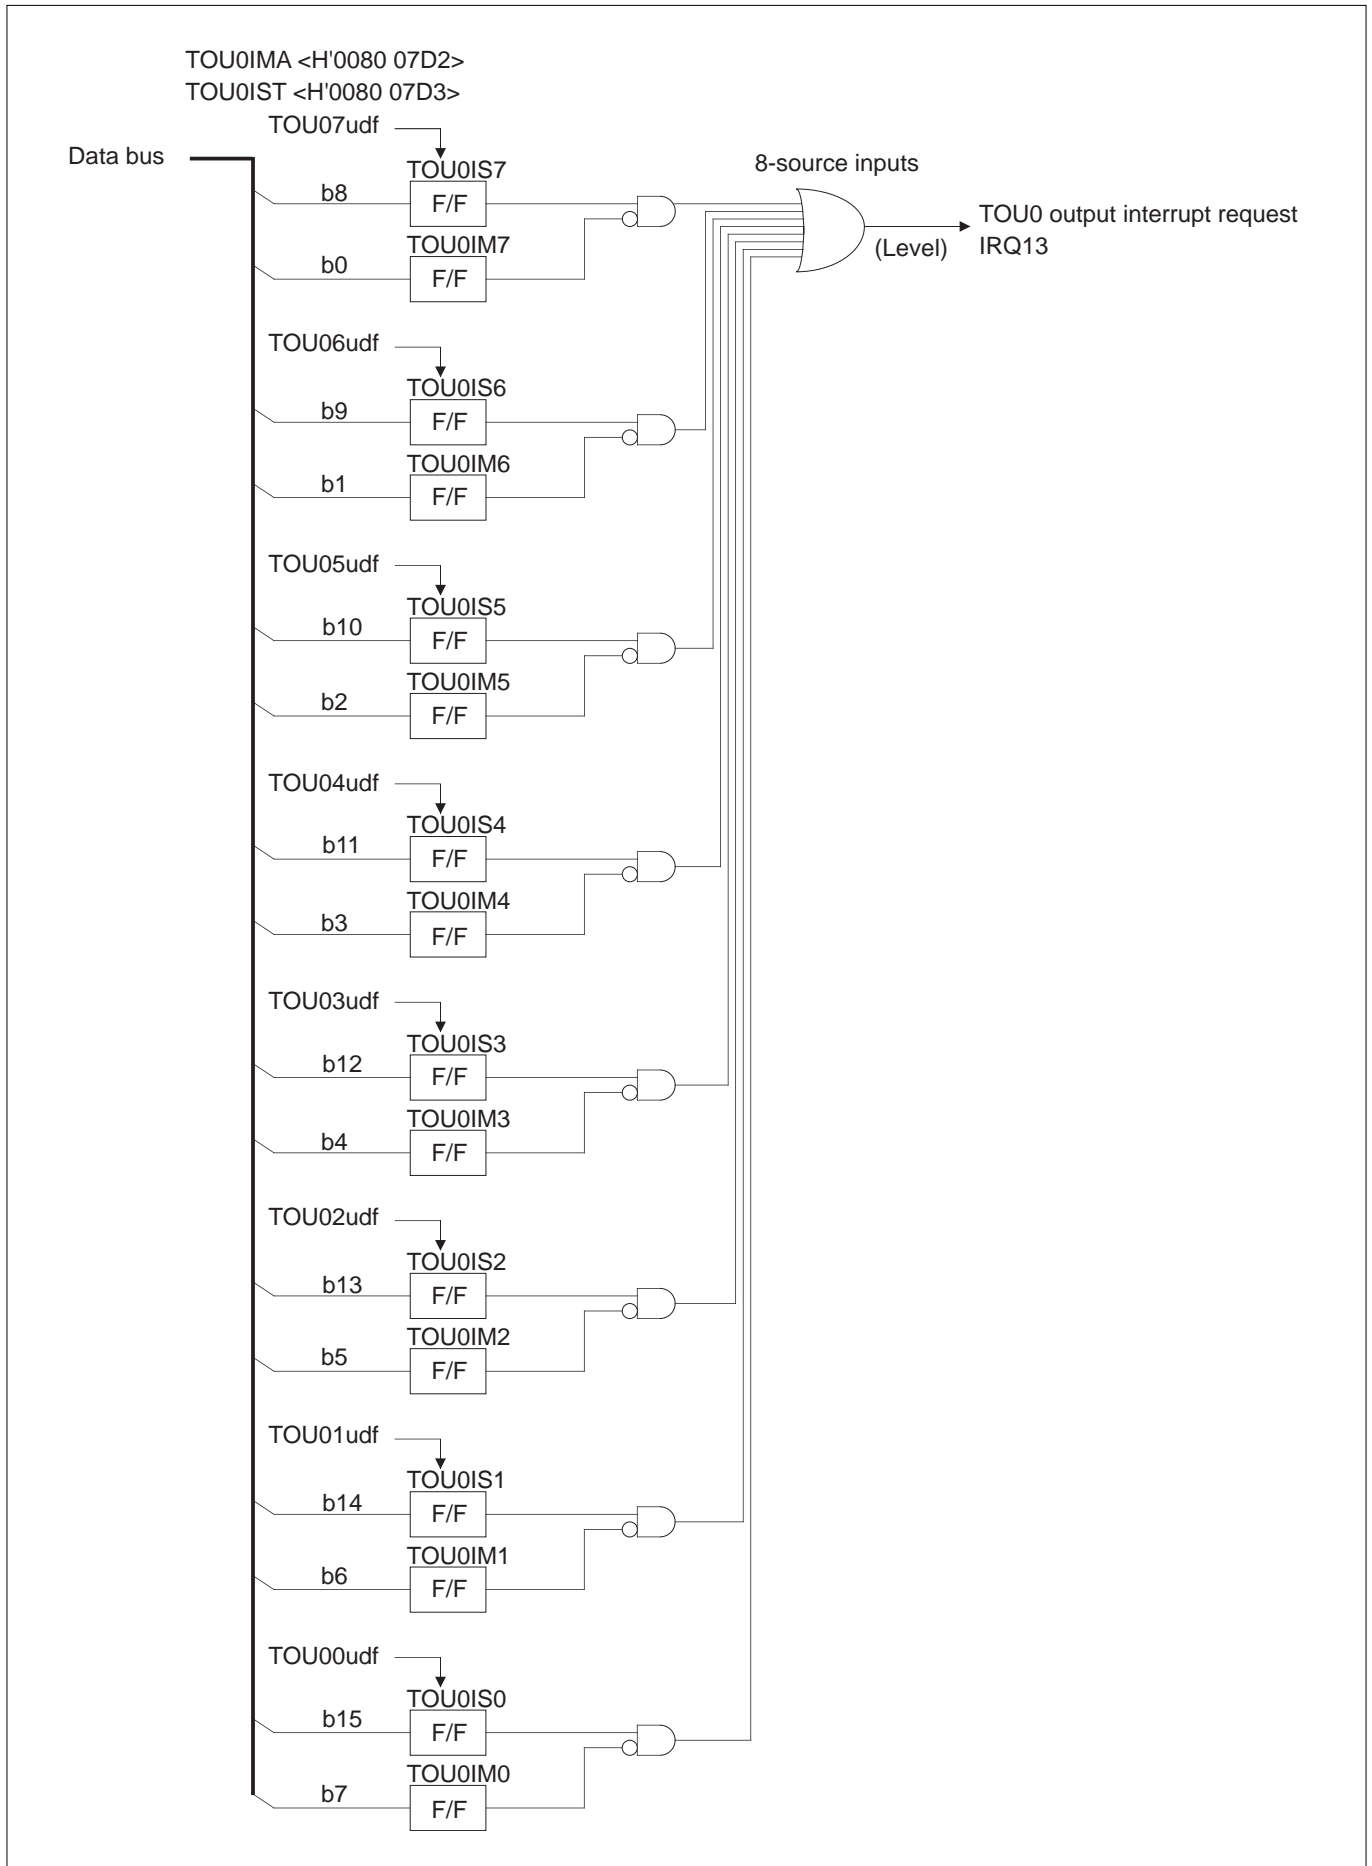 TOU0IMA <H'0080 07D2>
TOU0IST <H'0080 07D3>
TOU07udf
Data bus
TOU0IS7
b8
F/F
TOU0IM7
b0
F/F
8-source inputs
(Level)
TOU0 output interrupt request
IRQ13
TOU06udf
TOU0IS6
b9
F/F
TOU0IM6
b1
F/F
TOU05udf
TOU0IS5
b10
F/F
TOU0IM5
b2
F/F
TOU04udf
TOU0IS4
b11
F/F
TOU0IM4
b3
F/F
TOU03udf
TOU0IS3
b12
F/F
TOU0IM3
b4
F/F
TOU02udf
TOU0IS2
b13
F/F
TOU0IM2
b5
F/F
TOU01udf
TOU0IS1
b14
F/F
TOU0IM1
b6
F/F
TOU00udf
TOU0IS0
b15
F/F
TOU0IM0
b7
F/F